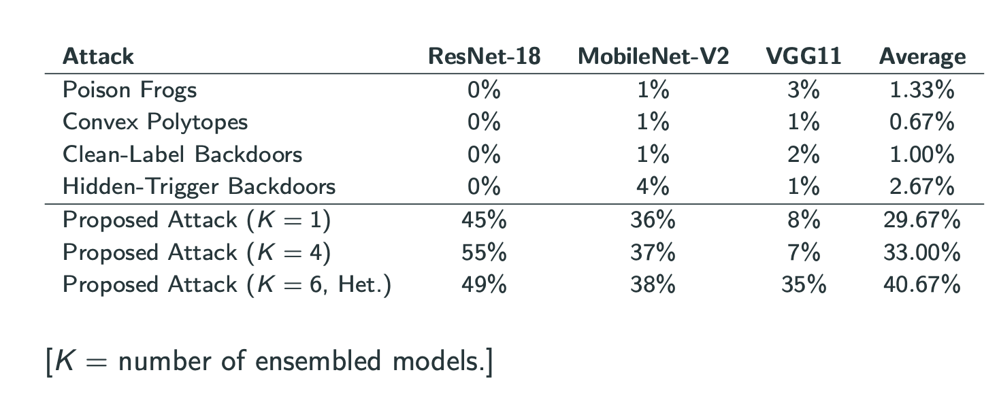 Attack ResNet-18 MobileNet-V2 VGG11 Average
Poison Frogs 0% 1% 3% 1.33%
Convex Polytopes 0% 1% 1% 0.67%
Clean-Label Backdoors 0% 1% 2% 1.00%
Hidden-Trigger Backdoors 0% 4% 1% 2.67%
Proposed Attack (K = 1) 45% 36% 8% 29.67%
Proposed Attack (K = 4) 55% 37% 7% 33.00%
Proposed Attack (K = 6, Het.) 49% 38% 35% 40.67%
[K = number of ensembled models.]